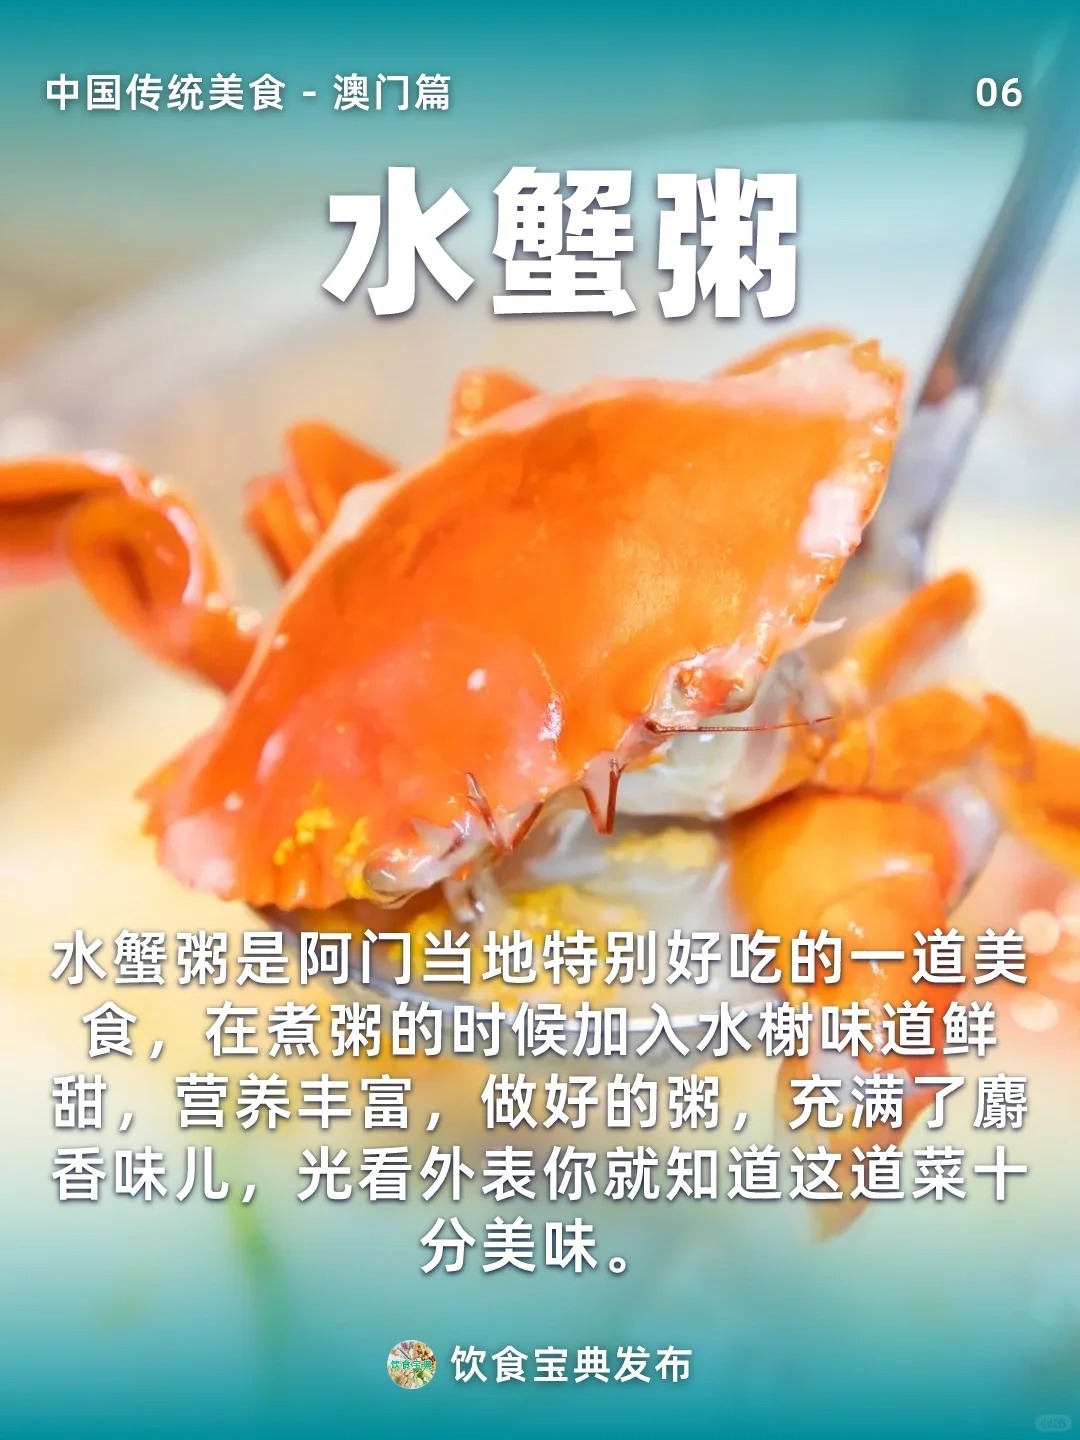 中国传统美食 - 澳门篇
06
水蟹粥
水蟹粥是阿门当地特别好吃的一道美
食，在煮粥的时候加入水榭味道鲜
甜，营养丰富，做好的粥，充满了麝
香味儿，光看外表你就知道这道菜十
分美味。
饮食宝典
饮食宝典发布